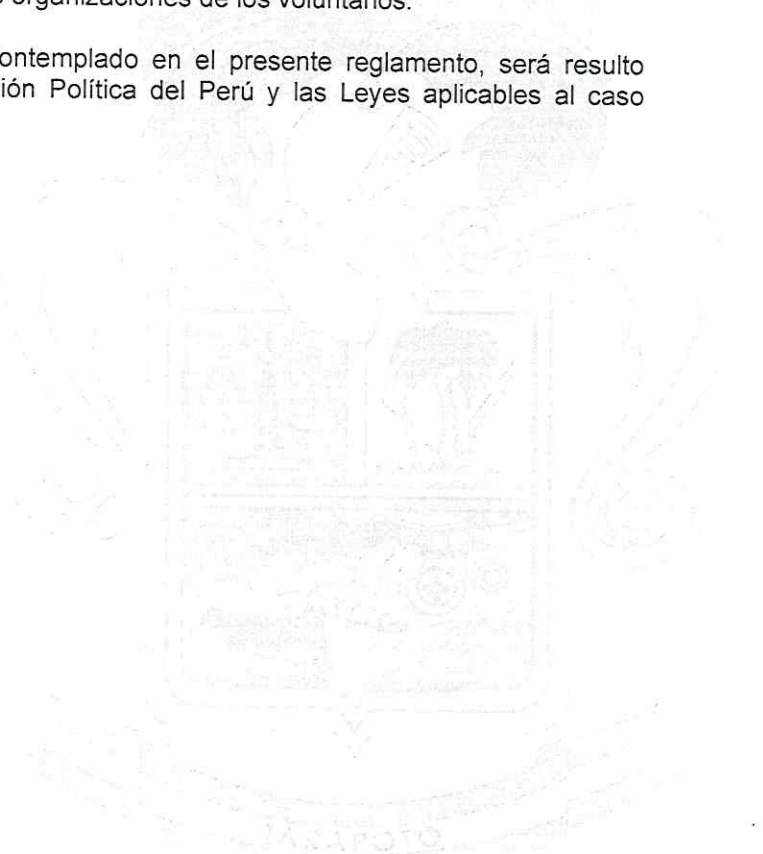 organizaciones de los voluntarios.
ontemplado en el presente reglamento, será resulto
ión Política del Perú y las Leyes aplicables al caso